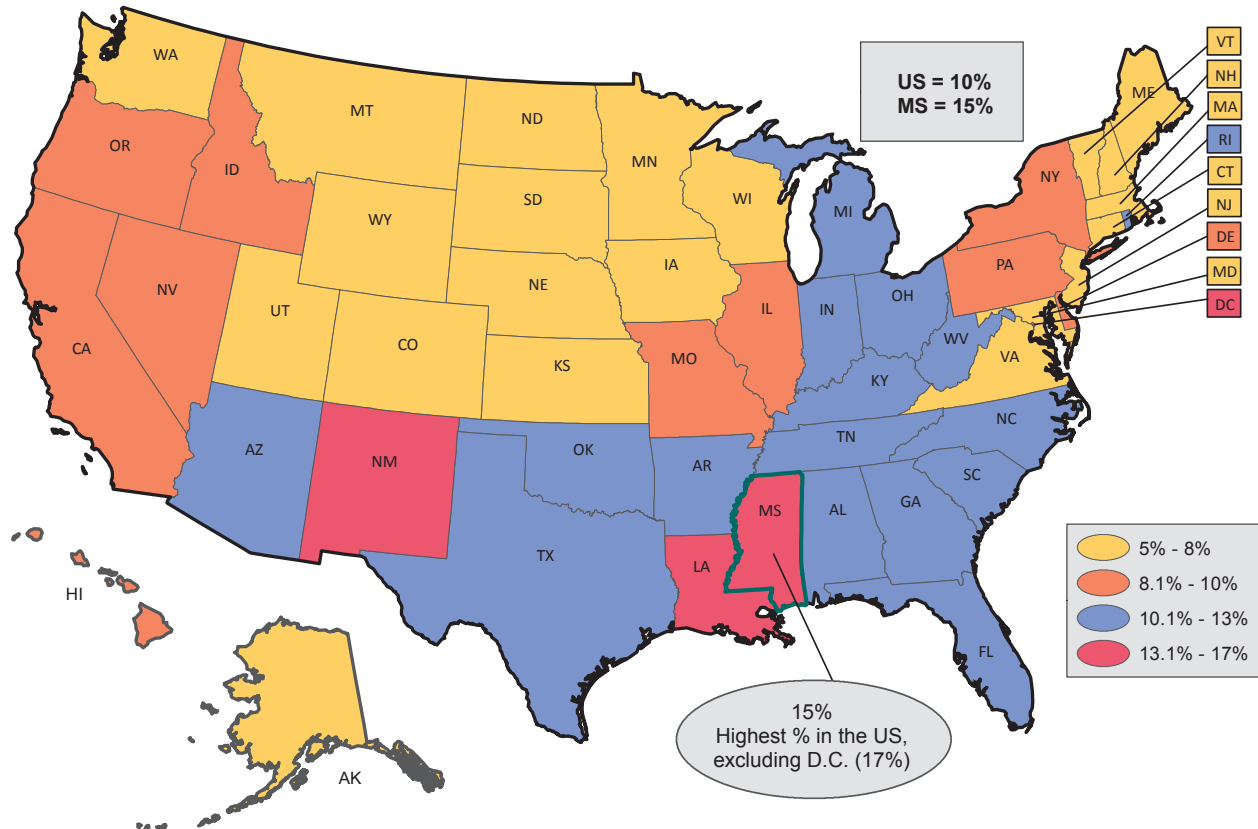 WA
MT
ND
MN
ME
VT
NH
MA
RI
CT
NJ
DE
MD
DC
US = 10%
MS = 15%
OR
ID
WY
SD
WI
MI
NY
NV
UT
CO
NE
IA
IL
IN
OH
PA
CA
KS
MO
KY
WV
VA
AZ
NM
OK
AR
TN
NC
SC
TX
LA
MS
AL
GA
FL
HI
AK
5% - 8%
8.1% - 10%
10.1% - 13%
13.1% - 17%
15%
Highest % in the US,
excluding D.C. (17%)